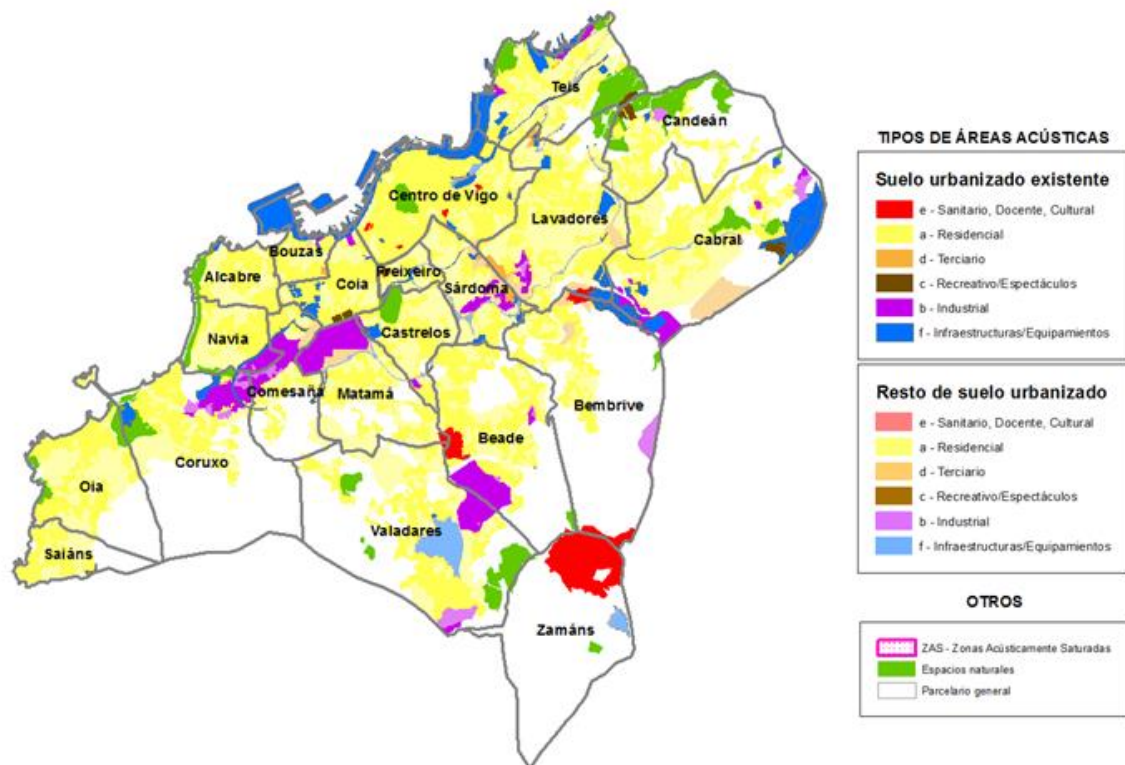 Teis
Candeán
Centro de Vigo
Lavadores
Cabral
Bouzas
Alcabre
Coia
Freixeiro
Sárdoma
Navia
Castrelos
Comesaña
Matamá
Bembrive
Beade
Coruxo
Oia
Valadares
Saiáns
Zamáns
TIPOS DE ÁREAS ACÚSTICAS
Suelo urbanizado existente
e - Sanitario, Docente, Cultural
a - Residencial
d - Terciario
c - Recreativo/Espectáculos
b - Industrial
f - Infraestructuras/Equipamientos
Resto de suelo urbanizado
e - Sanitario, Docente, Cultural
a - Residencial
d - Terciario
c - Recreativo/Espectáculos
b - Industrial
f - Infraestructuras/Equipamientos
OTROS
ZAS - Zonas Acústicamente Saturadas
Espacios naturales
Parcelario general